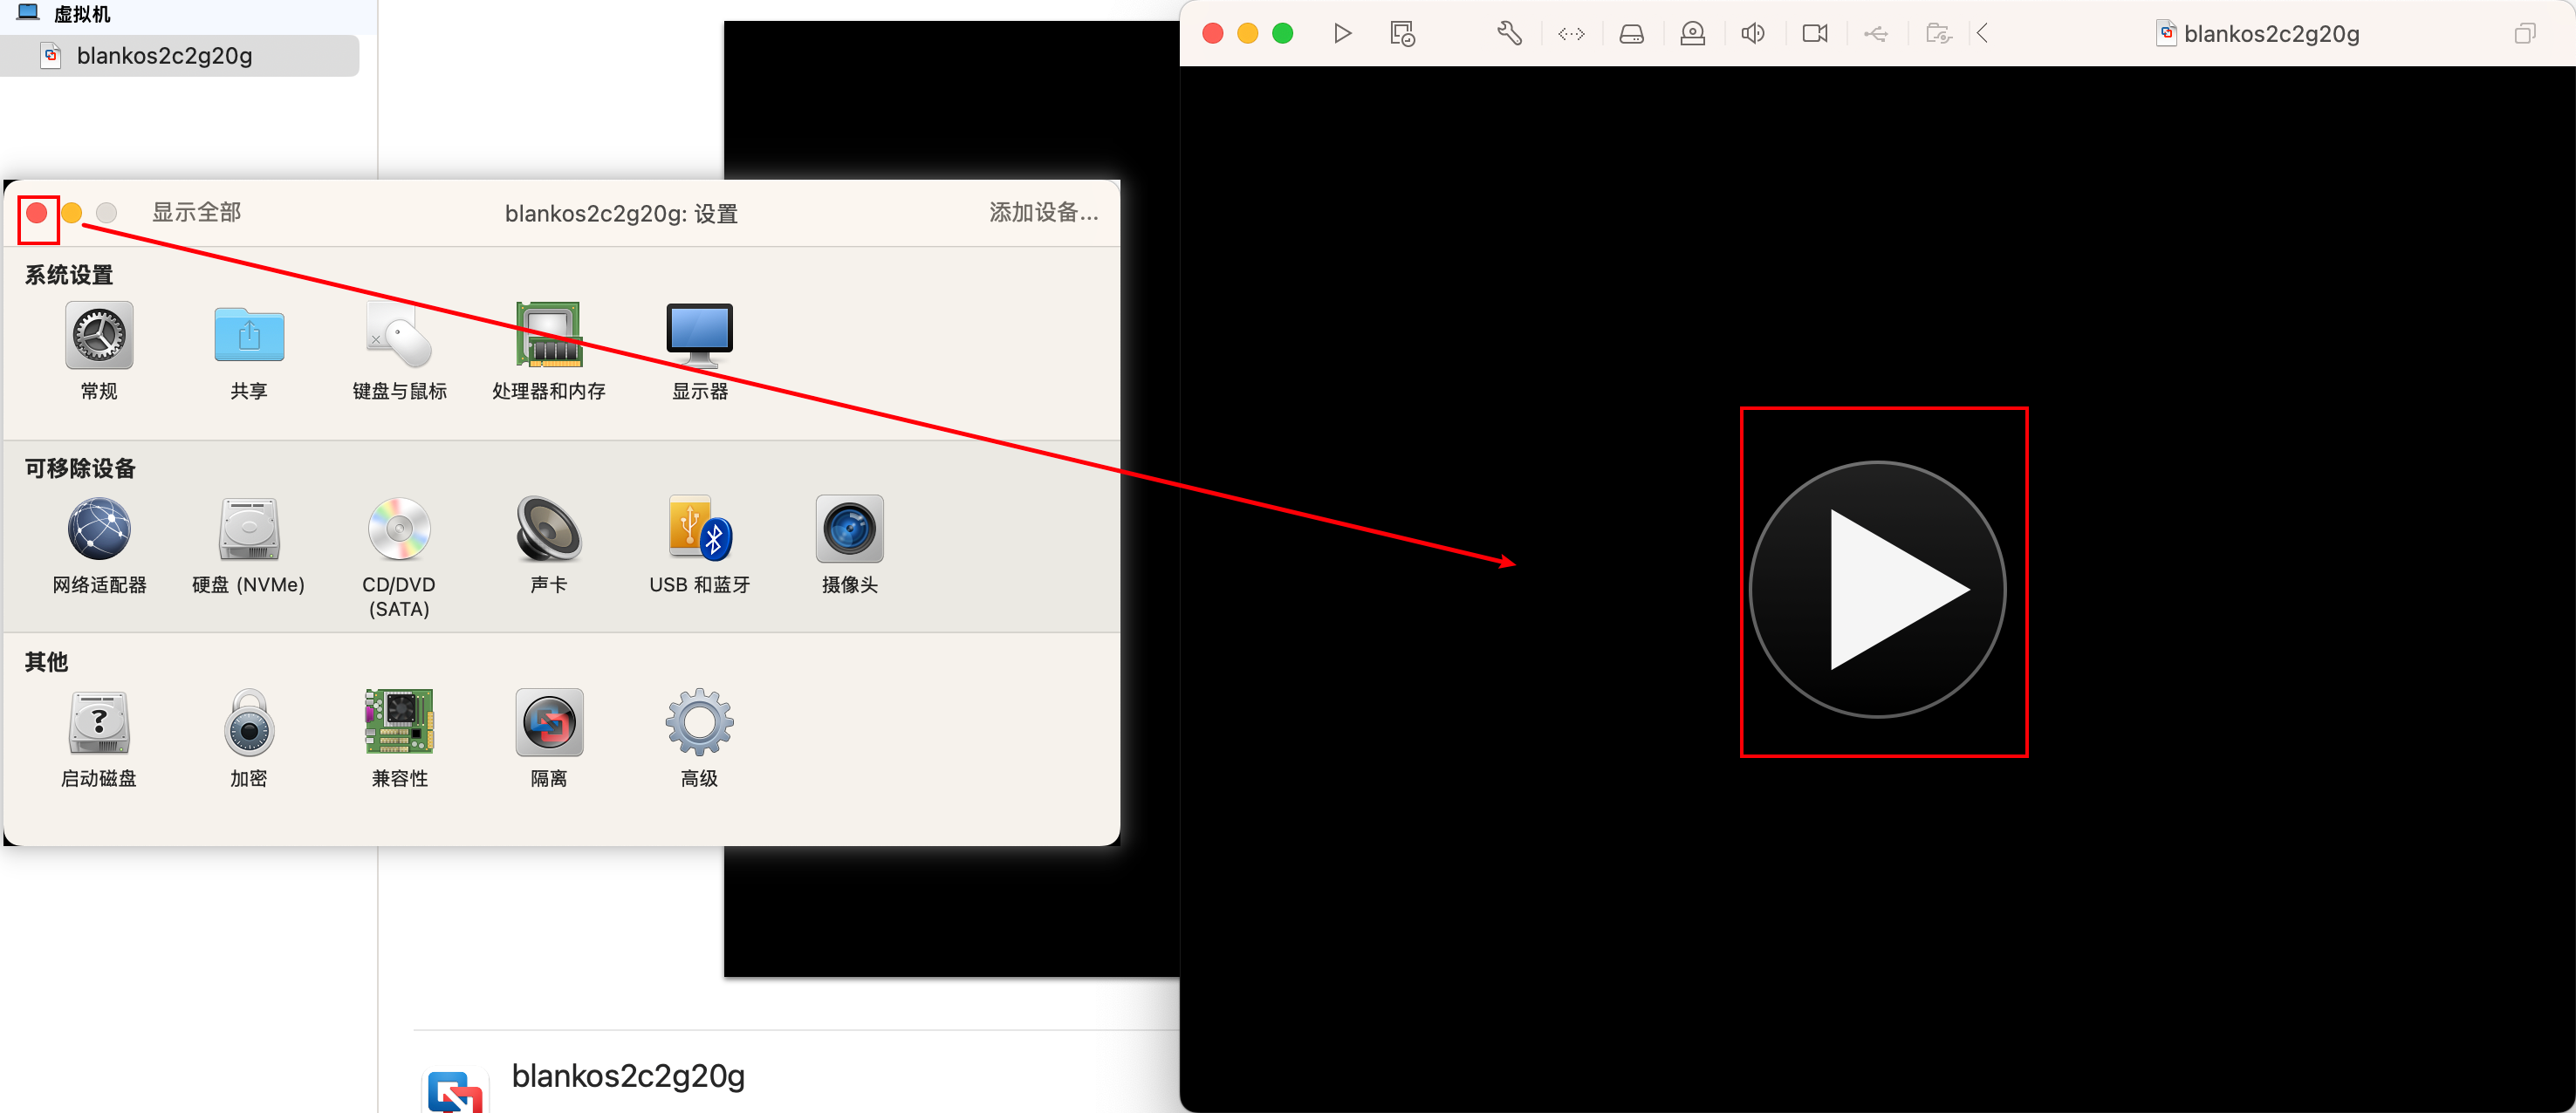 虚拟机
blankos2c2g20g
blankos2c2g20g
显示全部
blankos2c2g20g: 设置
添加设备...
系统设置
常规
共享
键盘与鼠标
处理器和内存
显示器
可移除设备
网络适配器
硬盘 (NVMe)
CD/DVD
(SATA)
声卡
USB 和蓝牙
摄像头
其他
启动磁盘
加密
兼容性
隔离
高级
blankos2c2g20g